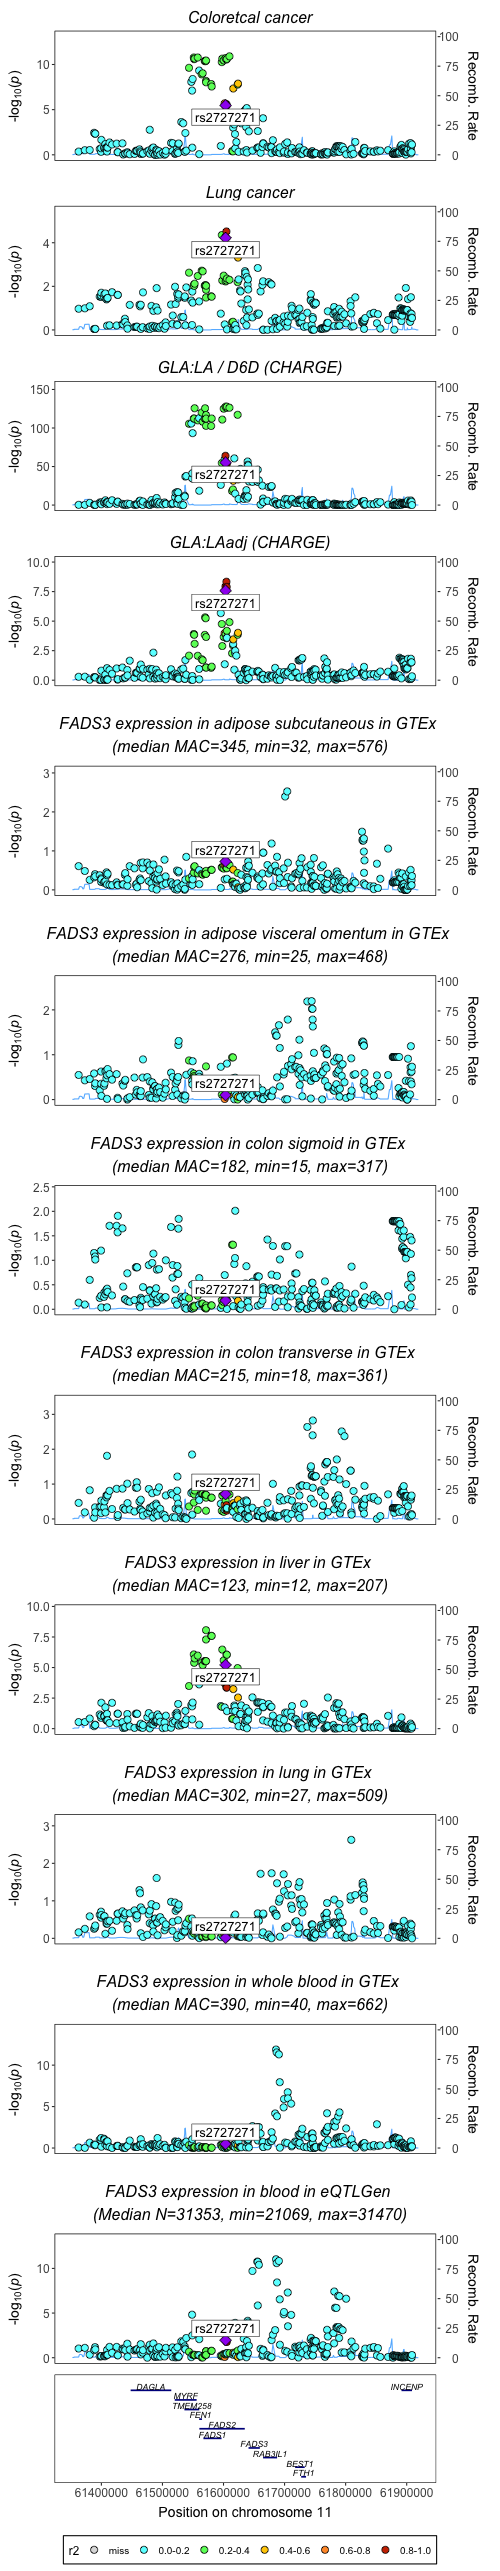 Coloretcal cancer
-log10(p)
10
5
0
100
75
50
25
0
Recomb. Rate
rs2727271
Lung cancer
-log10(p)
4
2
0
100
75
50
25
0
Recomb. Rate
rs2727271
GLA:LA / D6D (CHARGE)
-log10(p)
150
100
50
0
100
75
50
25
0
Recomb. Rate
rs2727271
GLA:LAadj (CHARGE)
-log10(p)
10.0
7.5
5.0
2.5
0.0
100
75
50
25
0
Recomb. Rate
rs2727271
FADS3 expression in adipose subcutaneous in GTEx
(median MAC=345, min=32, max=576)
-log10(p)
3
2
1
0
100
75
50
25
0
Recomb. Rate
rs2727271
FADS3 expression in adipose visceral omentum in GTEx
(median MAC=276, min=25, max=468)
-log10(p)
2
1
0
100
75
50
25
0
Recomb. Rate
rs2727271
FADS3 expression in colon sigmoid in GTEx
(median MAC=182, min=15, max=317)
-log10(p)
2.5
2.0
1.5
1.0
0.5
0.0
100
75
50
25
0
Recomb. Rate
rs2727271
FADS3 expression in colon transverse in GTEx
(median MAC=215, min=18, max=361)
-log10(p)
3
2
1
0
100
75
50
25
0
Recomb. Rate
rs2727271
FADS3 expression in liver in GTEx
(median MAC=123, min=12, max=207)
-log10(p)
10.0
7.5
5.0
2.5
0.0
100
75
50
25
0
Recomb. Rate
rs2727271
FADS3 expression in lung in GTEx
(median MAC=302, min=27, max=509)
-log10(p)
3
2
1
0
100
75
50
25
0
Recomb. Rate
rs2727271
FADS3 expression in whole blood in GTEx
(median MAC=390, min=40, max=662)
-log10(p)
10
5
0
100
75
50
25
0
Recomb. Rate
rs2727271
FADS3 expression in blood in eQTLGen
(Median N=31353, min=21069, max=31470)
-log10(p)
10
5
0
100
75
50
25
0
Recomb. Rate
rs2727271
DAGLA INCENP
MYRF
TMEM258
FEN1
FADS2
FADS1
FADS3
RAB3IL1
BEST1
FTH1
61400000 61500000 61600000 61700000 61800000 61900000
Position on chromosome 11
r2 miss 0.0-0.2 0.2-0.4 0.4-0.6 0.6-0.8 0.8-1.0